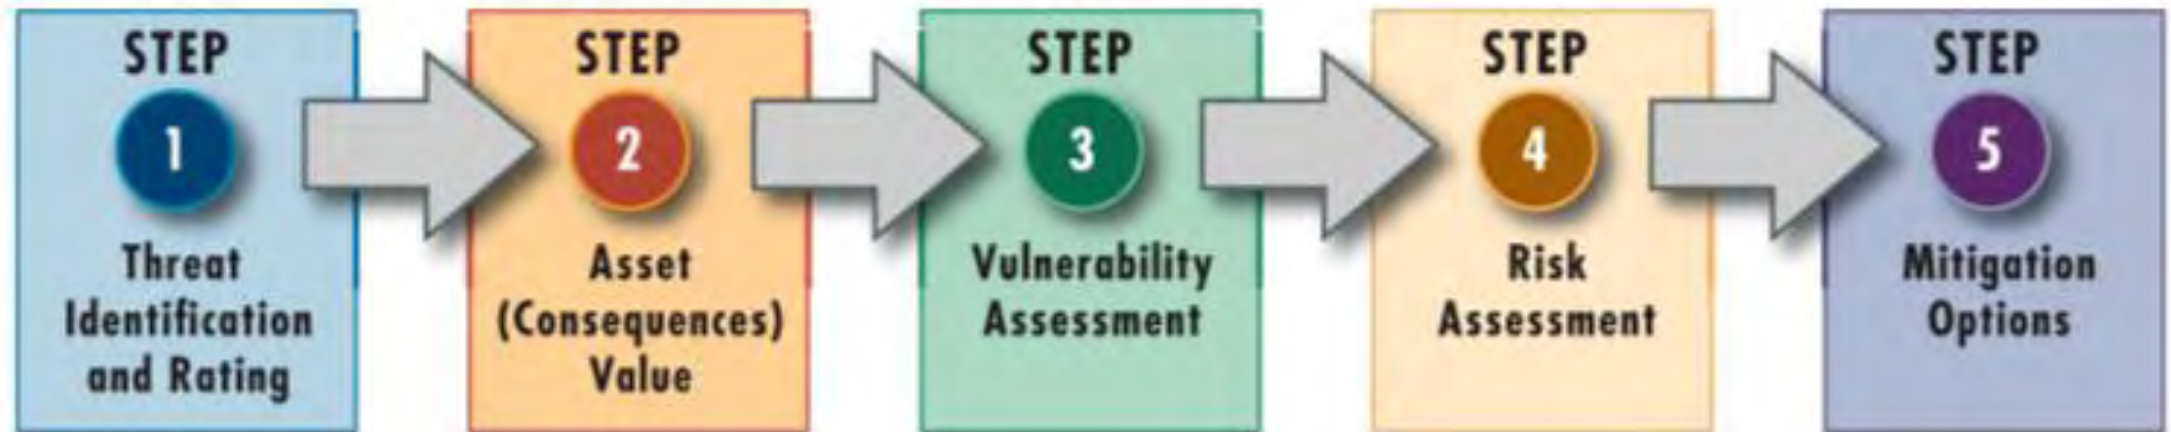 STEP
1
Threat
Identification
and Rating
STEP
2
Asset
(Consequences)
Value
STEP
3
Vulnerability
Assessment
STEP
4
Risk
Assessment
STEP
5
Mitigation
Options